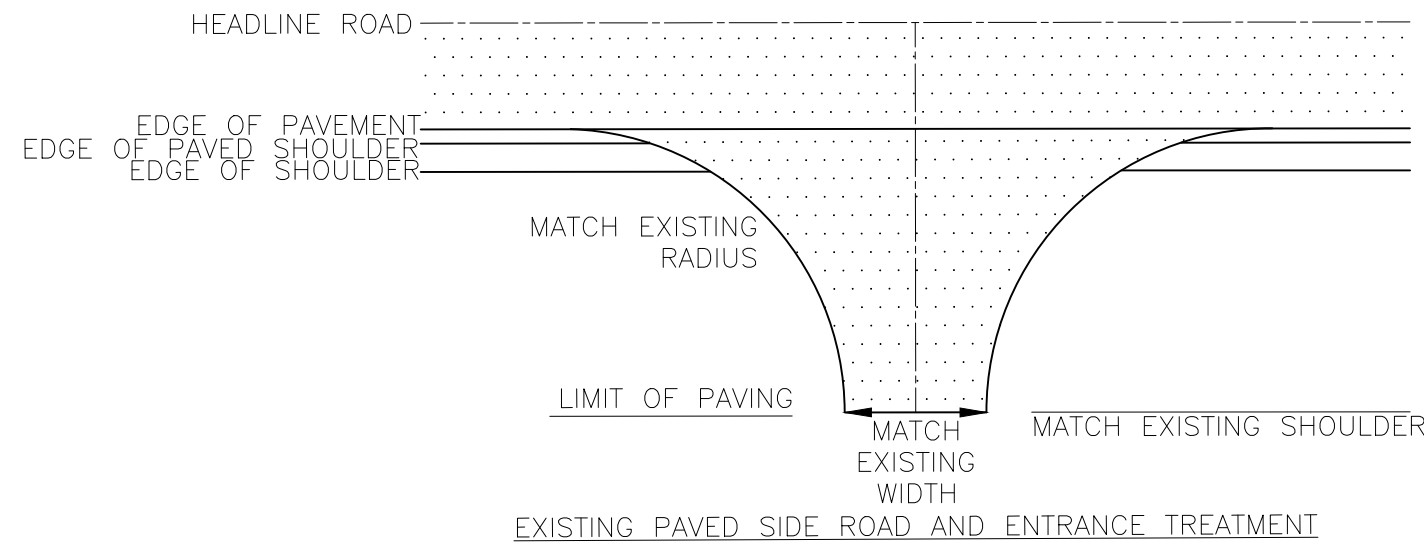 HEADLINE ROAD
EDGE OF PAVEMENT
EDGE OF PAVED SHOULDER
EDGE OF SHOULDER
MATCH EXISTING
RADIUS
LIMIT OF PAVING
MATCH
EXISTING
WIDTH
MATCH EXISTING SHOULDER
EXISTING PAVED SIDE ROAD AND ENTRANCE TREATMENT